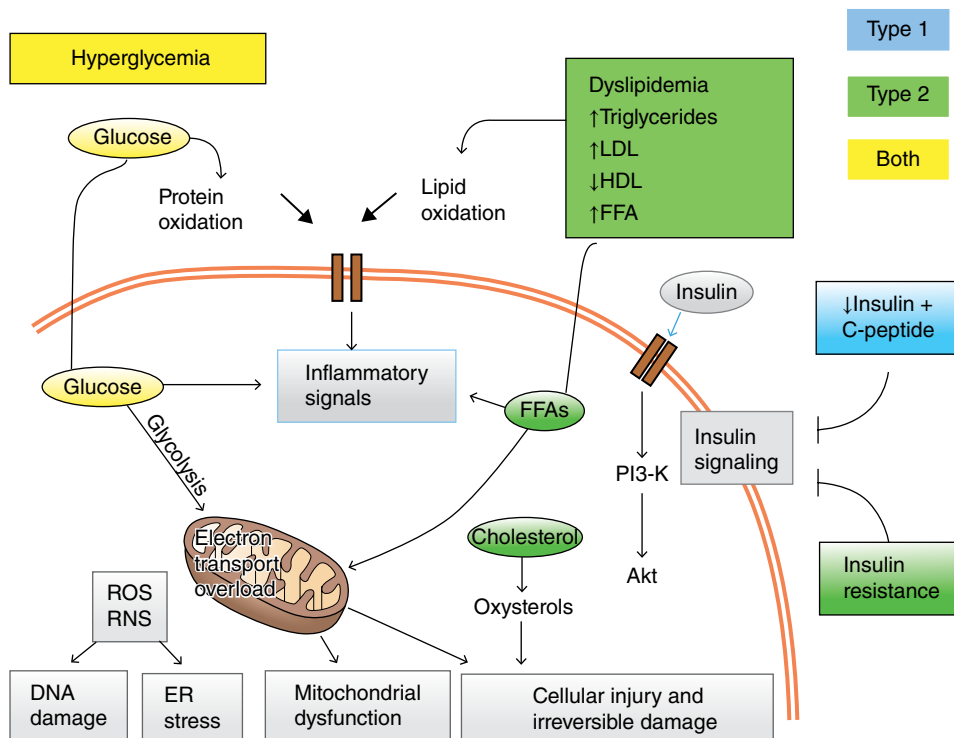 Type 1
Hyperglycemia
Dyslipidemia
↑Triglycerides
↑LDL
↓HDL
↑FFA
Type 2
Both
Glucose
Protein
oxidation
Lipid
oxidation
Insulin
↓Insulin +
C-peptide
Glucose
Inflammatory
signals
FFAs
Insulin
signaling
PI3-K
Glycolysis
Electron
transport
overload
Cholesterol
Akt
Insulin
resistance
ROS
RNS
Oxysterols
DNA
damage
ER
stress
Mitochondrial
dysfunction
Cellular injury and
irreversible damage